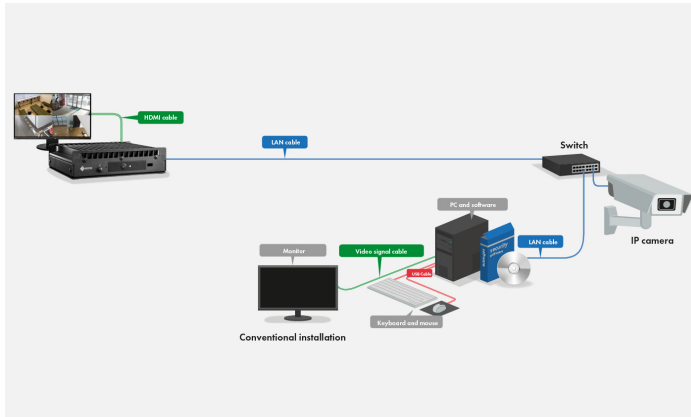 HDMI cable
LAN cable
Switch
IP camera
PC and software
LAN cable
Monitor
Video signal cable
USB Cable
security
Keyboard and mouse
Conventional installation